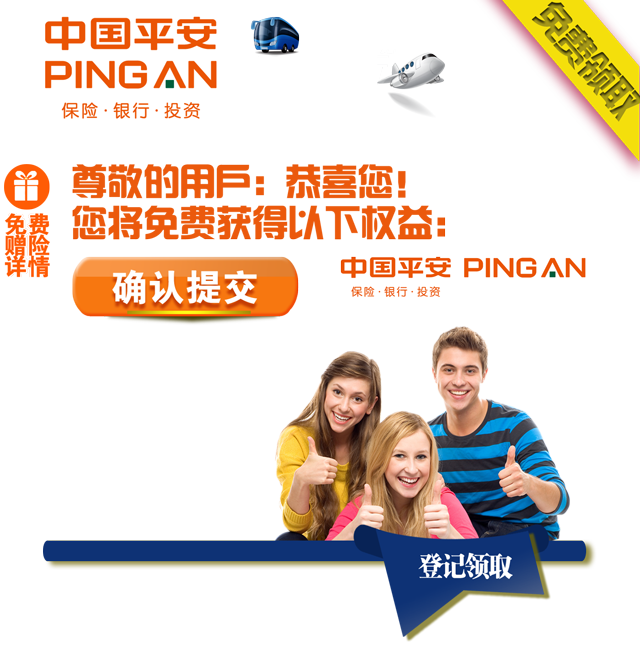 中国平安
PING AN
保险·银行·投资
免费领取
尊敬的用戶：恭喜您！
您将免费获得以下权益：
免费
赠险
详情
确认提交
中国平安 PING AN
保险·银行·投资
登记领取